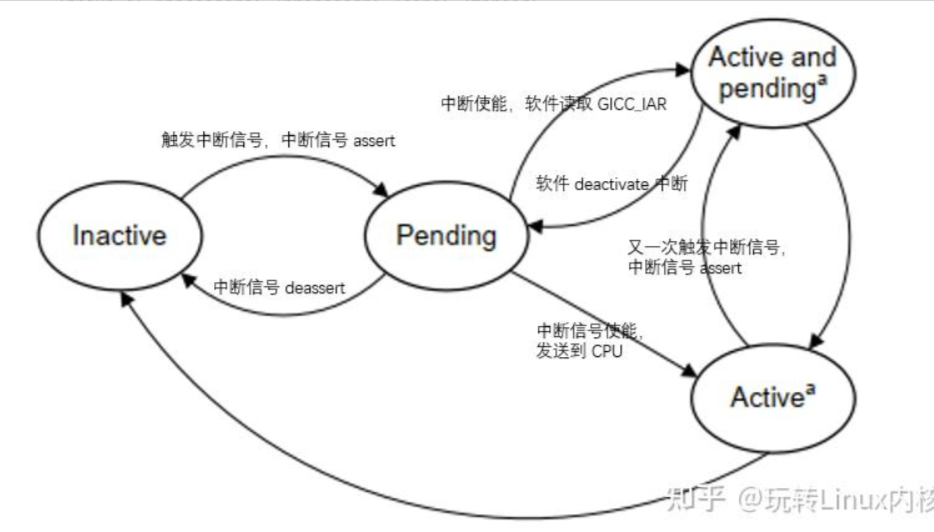 Active and
pendingᵃ
中断使能，软件读取 GICC_IAR
触发中断信号，中断信号 assert
软件 deactivate 中断
Inactive
Pending
又一次触发中断信号，
中断信号 assert
中断信号 deassert
中断信号使能，
发送到 CPU
Activeᵃ
知乎 @玩转Linux内核